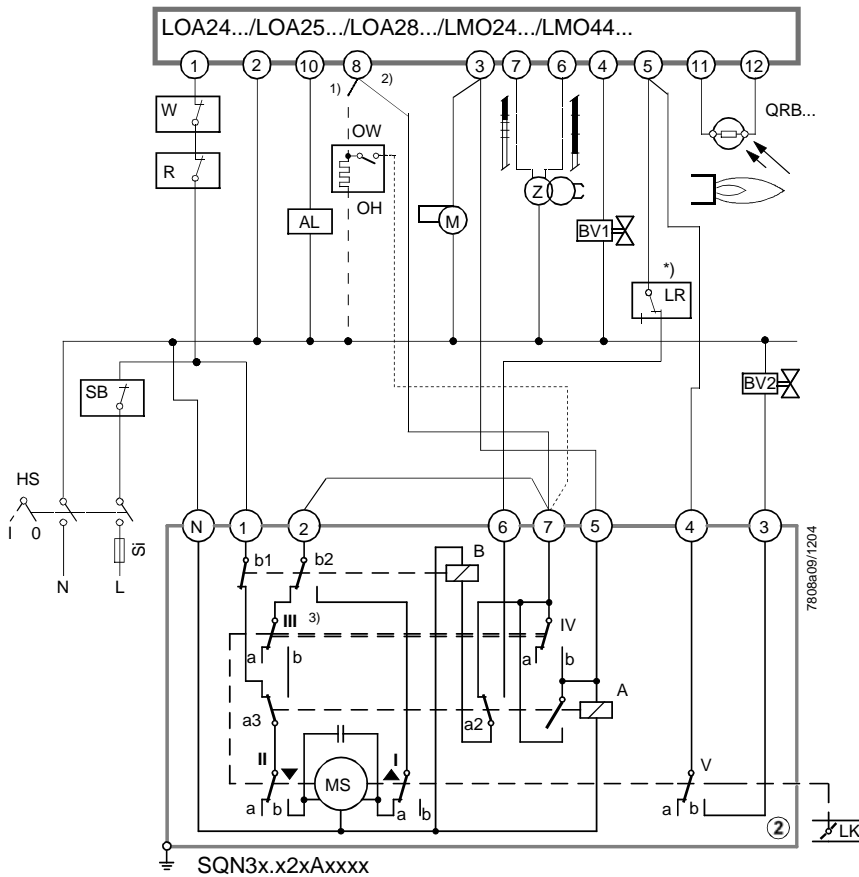 LOA24.../LOA25.../LOA28.../LMO24.../LMO44...
1 2 10 8 3 7 6 4 5 11 12
1) 2)
W
QRB...
OW
R
OH
AL
M
Z
BV1
*)
LR
SB
BV2
HS
I 0
Si
N L
N 1 2 6 7 5 4 3
b1 b2 B
7808a09/1204
III 3) IV
a b a b
A
a3 a2
II I V
MS
a b a b a b
2
LK
SQN3x.x2xAxxxx